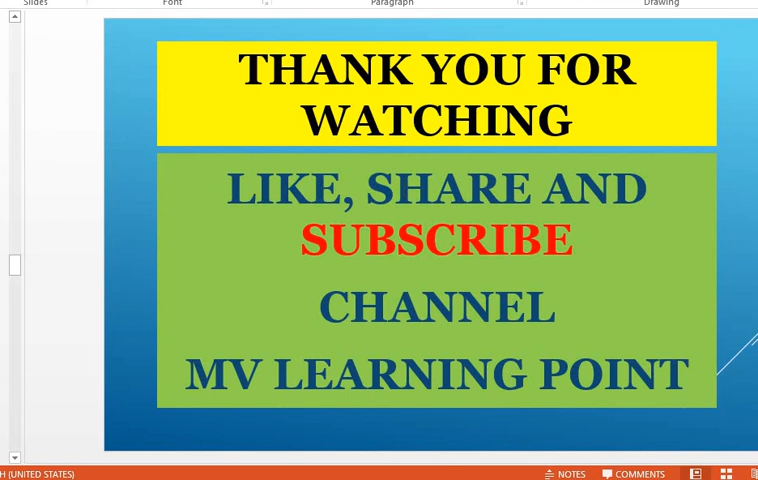 Slides Font Paragraph Drawing
THANK YOU FOR
WATCHING
LIKE, SHARE AND
SUBSCRIBE
CHANNEL
MV LEARNING POINT
H (UNITED STATES) NOTES COMMENTS